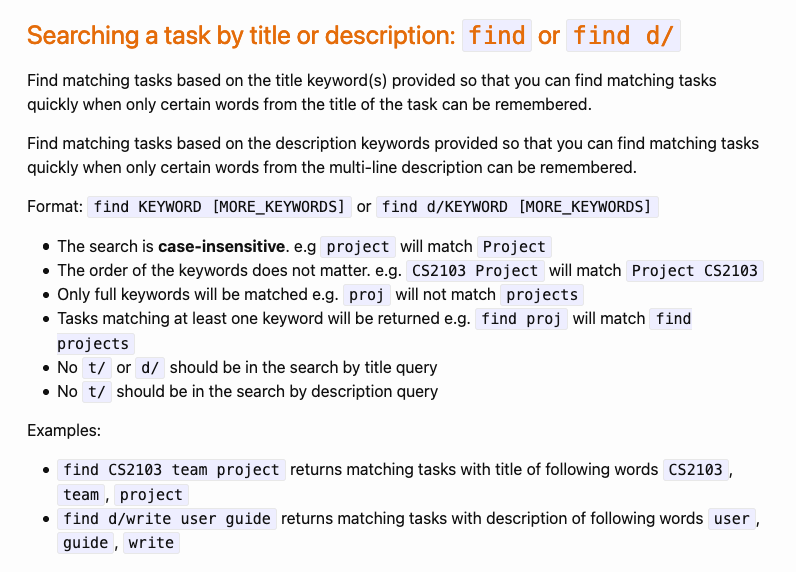 Searching a task by title or description: find or find d/
Find matching tasks based on the title keyword(s) provided so that you can find matching tasks
quickly when only certain words from the title of the task can be remembered.
Find matching tasks based on the description keywords provided so that you can find matching tasks
quickly when only certain words from the multi-line description can be remembered.
Format: find KEYWORD [MORE_KEYWORDS] or find d/KEYWORD [MORE_KEYWORDS]
• The search is case-insensitive. e.g project will match Project
• The order of the keywords does not matter. e.g. CS2103 Project will match Project CS2103
• Only full keywords will be matched e.g. proj will not match projects
• Tasks matching at least one keyword will be returned e.g. find proj will match find
projects
• No t/ or d/ should be in the search by title query
• No t/ should be in the search by description query
Examples:
• find CS2103 team project returns matching tasks with title of following words CS2103,
team, project
• find d/write user guide returns matching tasks with description of following words user,
guide, write